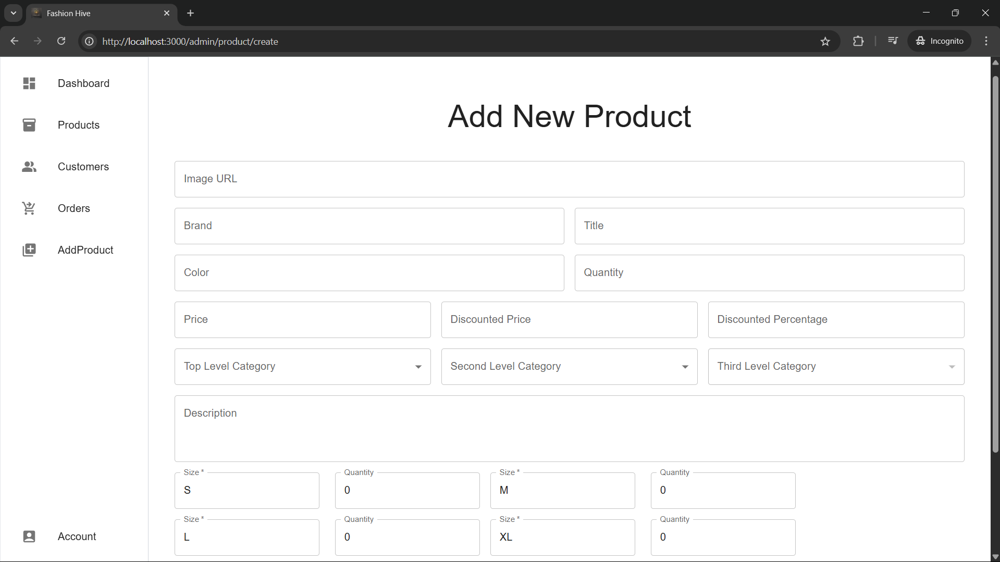 Fashion Hive
http://localhost:3000/admin/product/create
Incognito
Dashboard
Products
Customers
Orders
AddProduct
Account
Add New Product
Image URL
Brand Title
Color Quantity
Price Discounted Price Discounted Percentage
Top Level Category Second Level Category Third Level Category
Description
Size * Quantity Size * Quantity
S 0 M 0
Size * Quantity Size * Quantity
L 0 XL 0